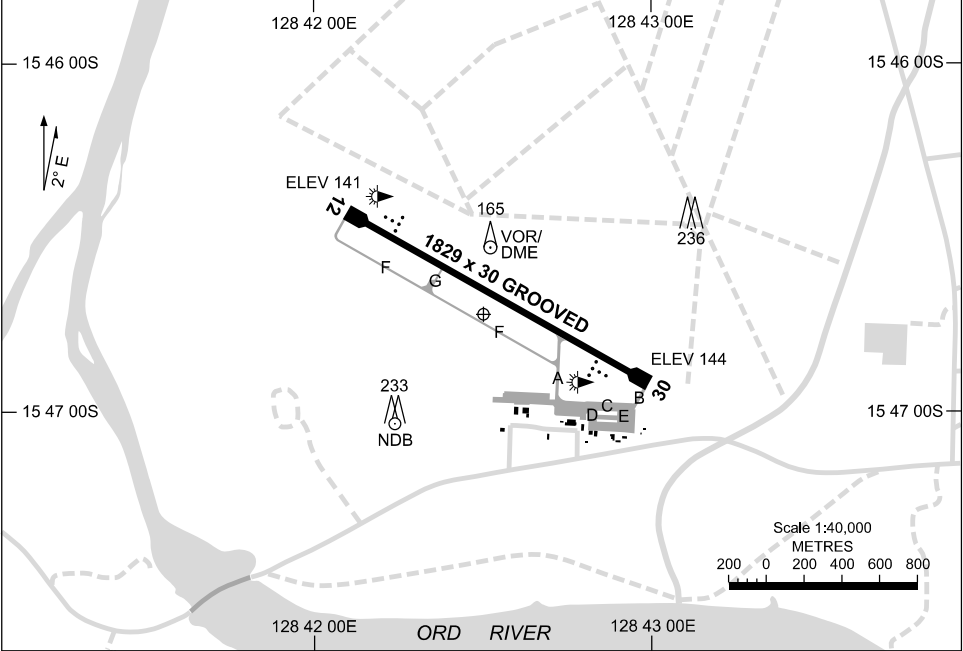 128 42 00E
128 43 00E
15 46 00S
15 46 00S
2° E
ELEV 141
12
165
VOR/
DME
236
1829 x 30 GROOVED
F
G
F
ELEV 144
30
A
B
C
D
E
233
NDB
15 47 00S
15 47 00S
Scale 1:40,000
METRES
200 0 200 400 600 800
128 42 00E
128 43 00E
ORD RIVER